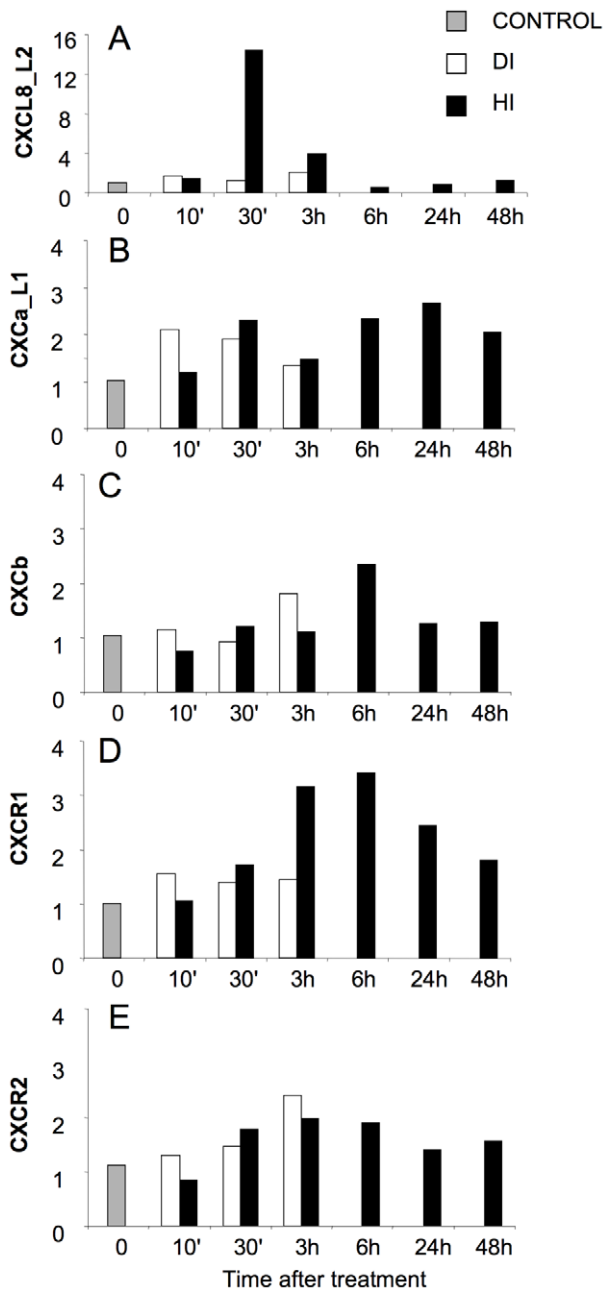 A
CONTROL
DI
HI
CXCL8_L2
16
12
8
4
0
0 10' 30' 3h 6h 24h 48h
B
CXCa_L1
4
3
2
1
0
0 10' 30' 3h 6h 24h 48h
C
CXCb
4
2
1
0
0 10' 30' 3h 6h 24h 48h
D
CXCR1
4
3
2
1
0
0 10' 30' 3h 6h 24h 48h
E
CXCR2
4
3
2
1
0
0 10' 30' 3h 6h 24h 48h
Time after treatment